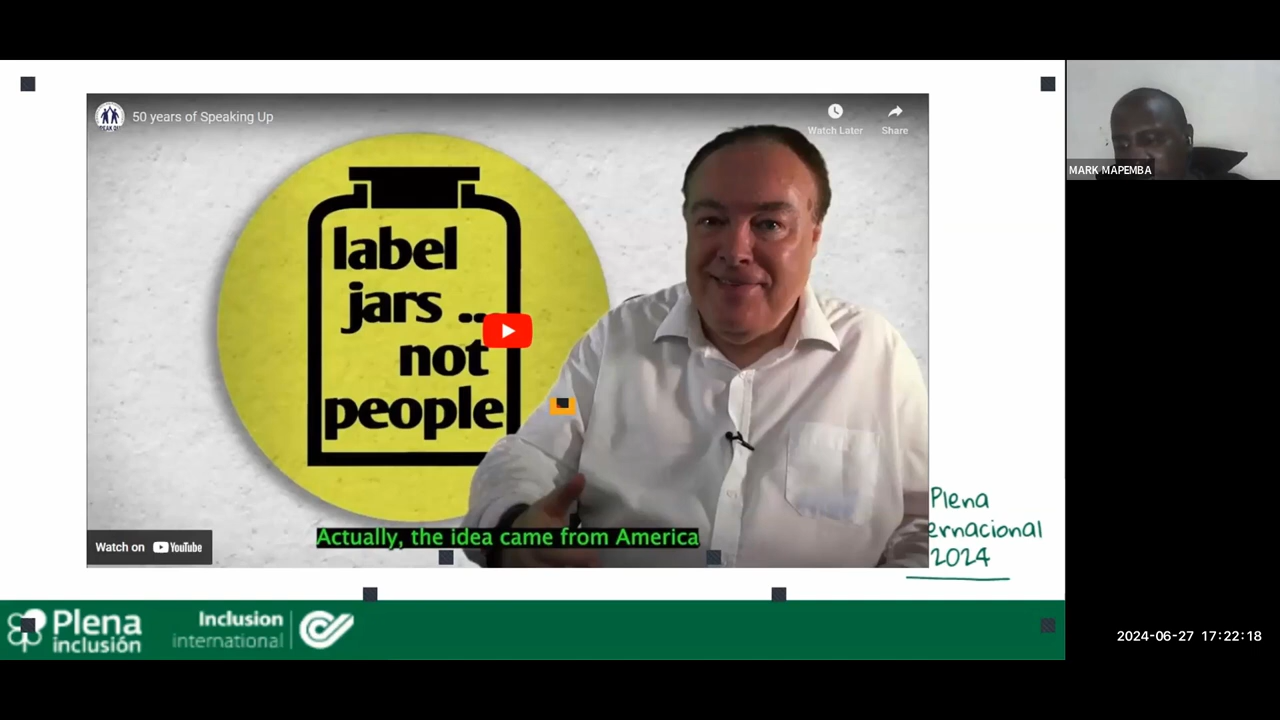 50 years of Speaking Up
Watch Later
Share
label
jars ..
not
people
Actually, the idea came from America
Watch on YouTube
Plena
ernacional
2024
Plena
inclusión
Inclusion
international
MARK MAPEMBA
2024-06-27 17:22:18